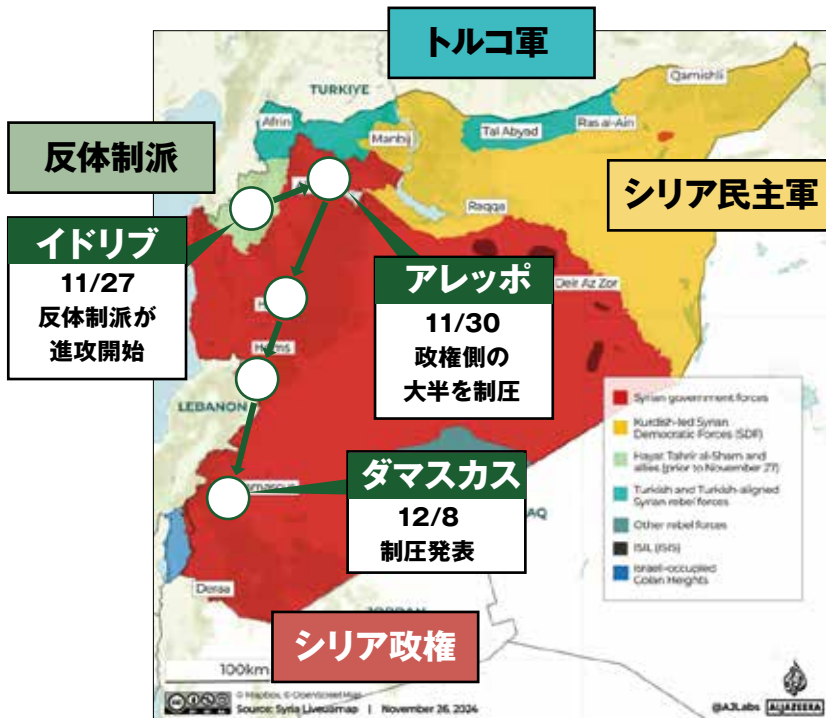 トルコ軍
TURKIYE
Qamishli
Afrin
Manbij
Tal Abyad
Ras al-Ain
反体制派
シリア民主軍
Raqqa
イドリブ
11/27
反体制派が
進攻開始
アレッポ
11/30
政権側の
大半を制圧
Deir Az Zor
LEBANON
Syrian government forces
Kurdish-led Syrian
Democratic Forces (SDF)
Hayat Tahrir al-Sham and
allies (prior to November 27)
Turkish and Turkish-aligned
Syrian rebel forces
Other rebel forces
ISIL (ISIS)
Israel-occupied
Golan Heights
ダマスカス
12/8
制圧発表
AQ
Deraa
シリア政権
100km
© Mapbox, © OpenStreetMap
Source: Syria Liveuamap | November 26, 2024
@AJLabs ALJAZEERA